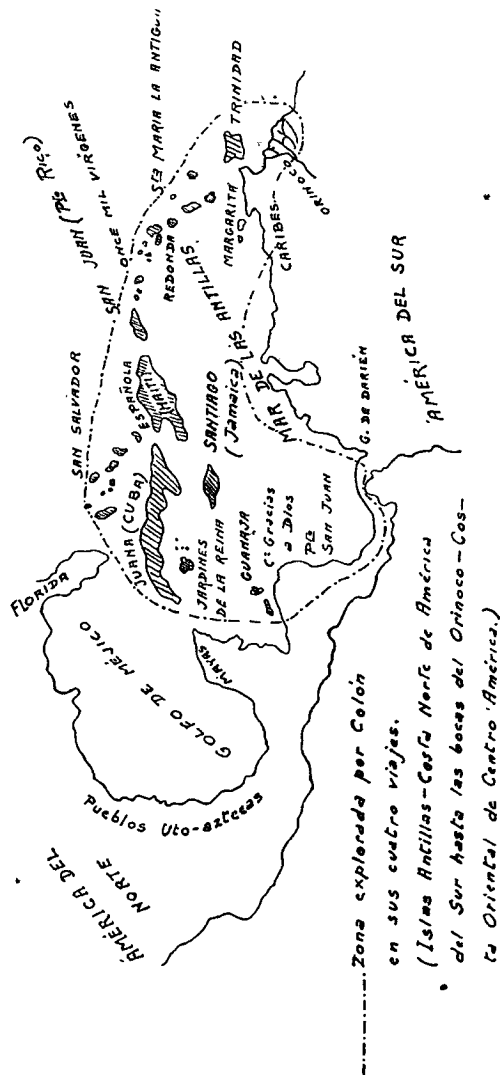 AMÉRICA DEL
NORTE
Pueblos Uto-aztecas
GOLFO DE MÉJICO
FLORIDA
MAYAS
SAN SALVADOR
JUANA (CUBA)
ESPAÑOLA
(HAITI)
JARDINES
DE LA REINA
GUANAJA
SANTIAGO
(Jamaica)
Cº Gracias
a Dios
Pto
SAN JUAN
SAN JUAN (Pto RICO)
ONCE MIL VIRGENES
Sta MARIA LA ANTIGUA
REDONDA
LAS ANTILLAS
MAR DE
CARIBES
MARGARITA
TRINIDAD
ORINOCO
G. DE DARIÉN
AMÉRICA DEL SUR
Zona explorada por Colón
en sus cuatro viajes.
(Islas Antillas-Costa Norte de América
del Sur hasta las bocas del Orinoco-Cos-
ta Oriental de Centro América.)